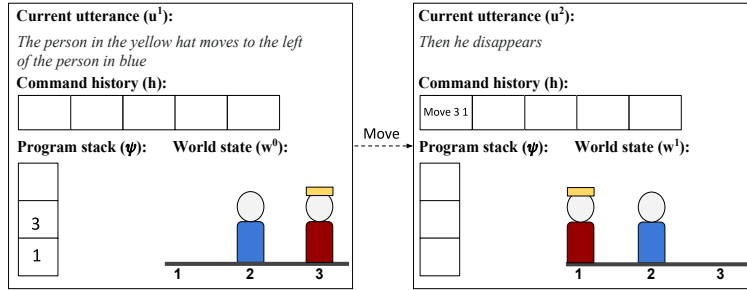 Current utterance (u¹):
The person in the yellow hat moves to the left
of the person in blue
Command history (h):
Program stack (ψ): World state (w⁰):
3
1
1 2 3
Move
Current utterance (u²):
Then he disappears
Command history (h):
Move 3 1
Program stack (ψ): World state (w¹):
1 2 3